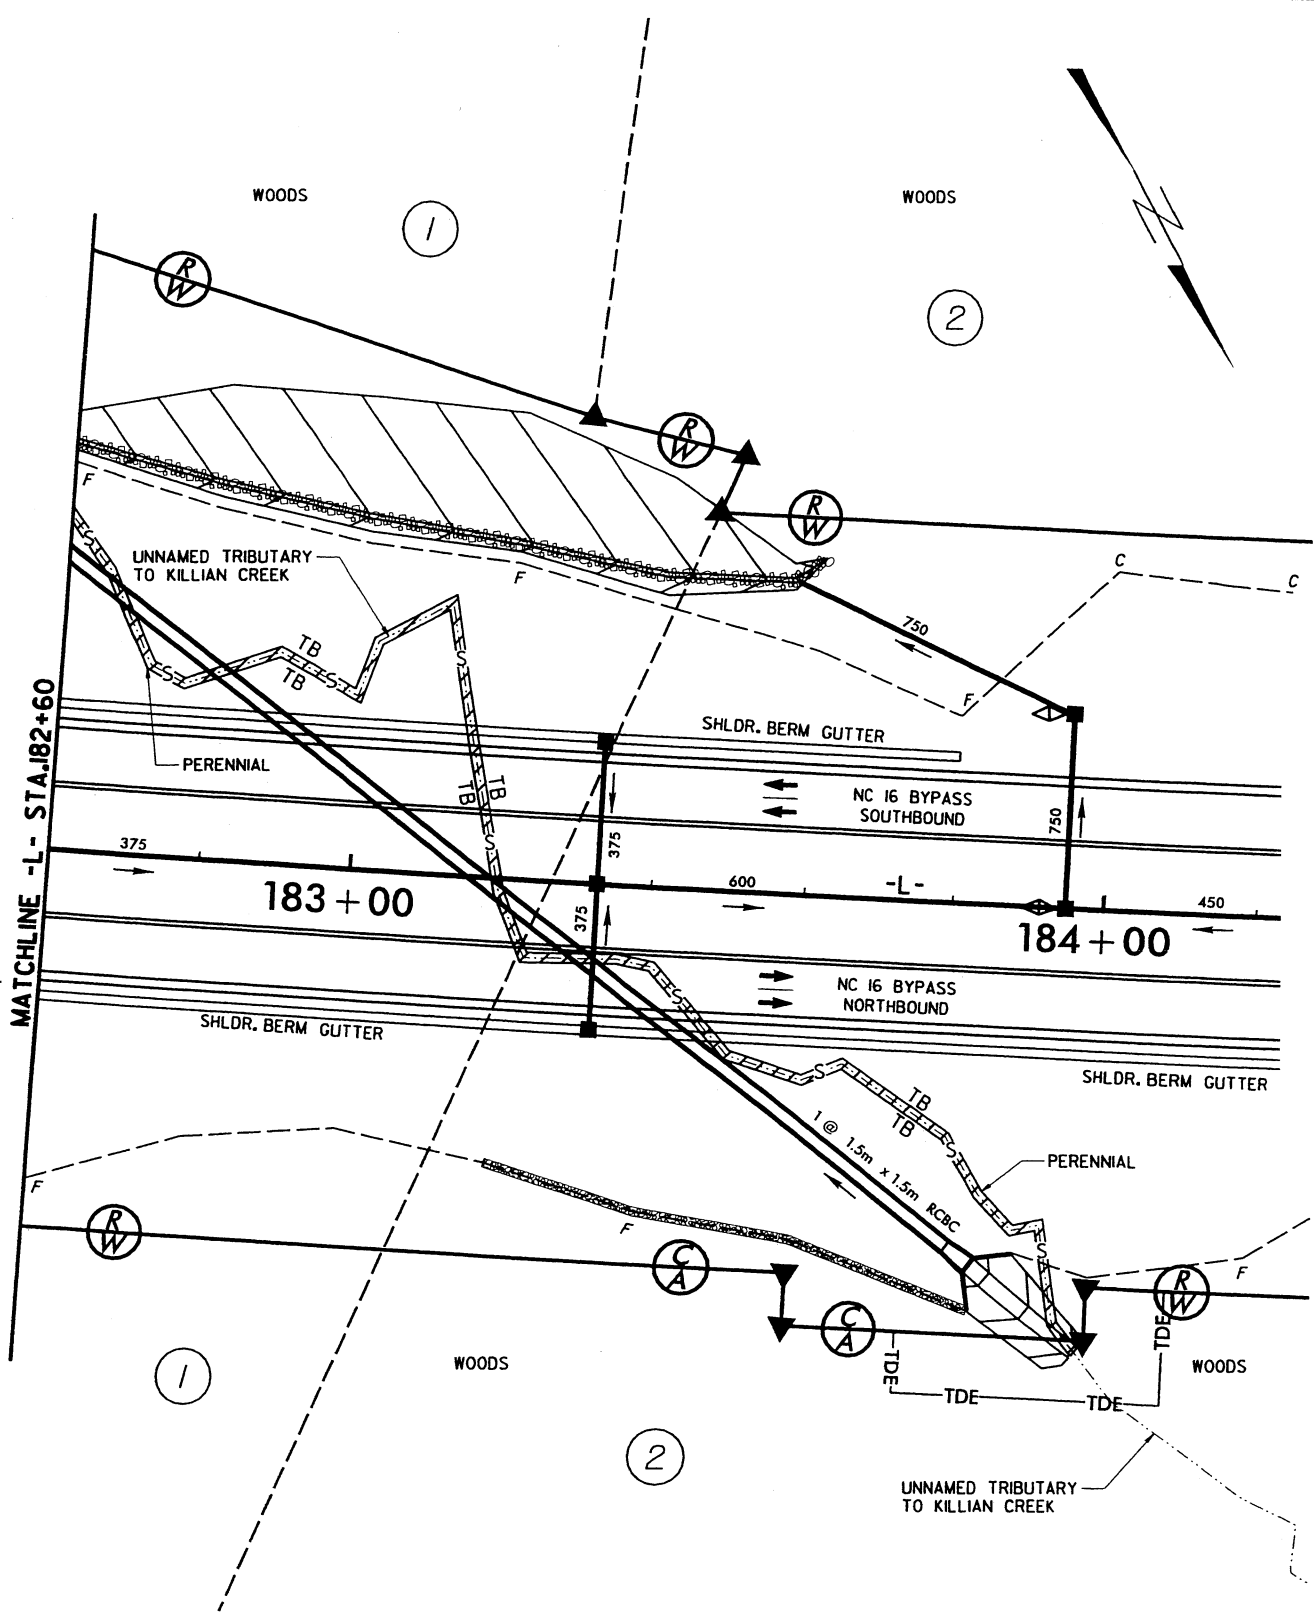 WOODS
WOODS
1
2
R
W
R
W
R
W
F
UNNAMED TRIBUTARY
TO KILLIAN CREEK
F
C
C
S
TB
TB
S
S
S
750
F
PERENNIAL
SHLDR. BERM GUTTER
TB
TB
S
NC 16 BYPASS
SOUTHBOUND
375
750
MATCHLINE -L- STA.182+60
375
183+00
600
-L-
450
375
184+00
NC 16 BYPASS
NORTHBOUND
S
SHLDR. BERM GUTTER
SHLDR. BERM GUTTER
S
TB
TB
S
1 @ 1.5m x 1.5m RCBC
PERENNIAL
F
F
R
W
C
A
S
F
R
W
C
A
TDE
TDE
TDE
TDE
WOODS
WOODS
1
2
UNNAMED TRIBUTARY
TO KILLIAN CREEK